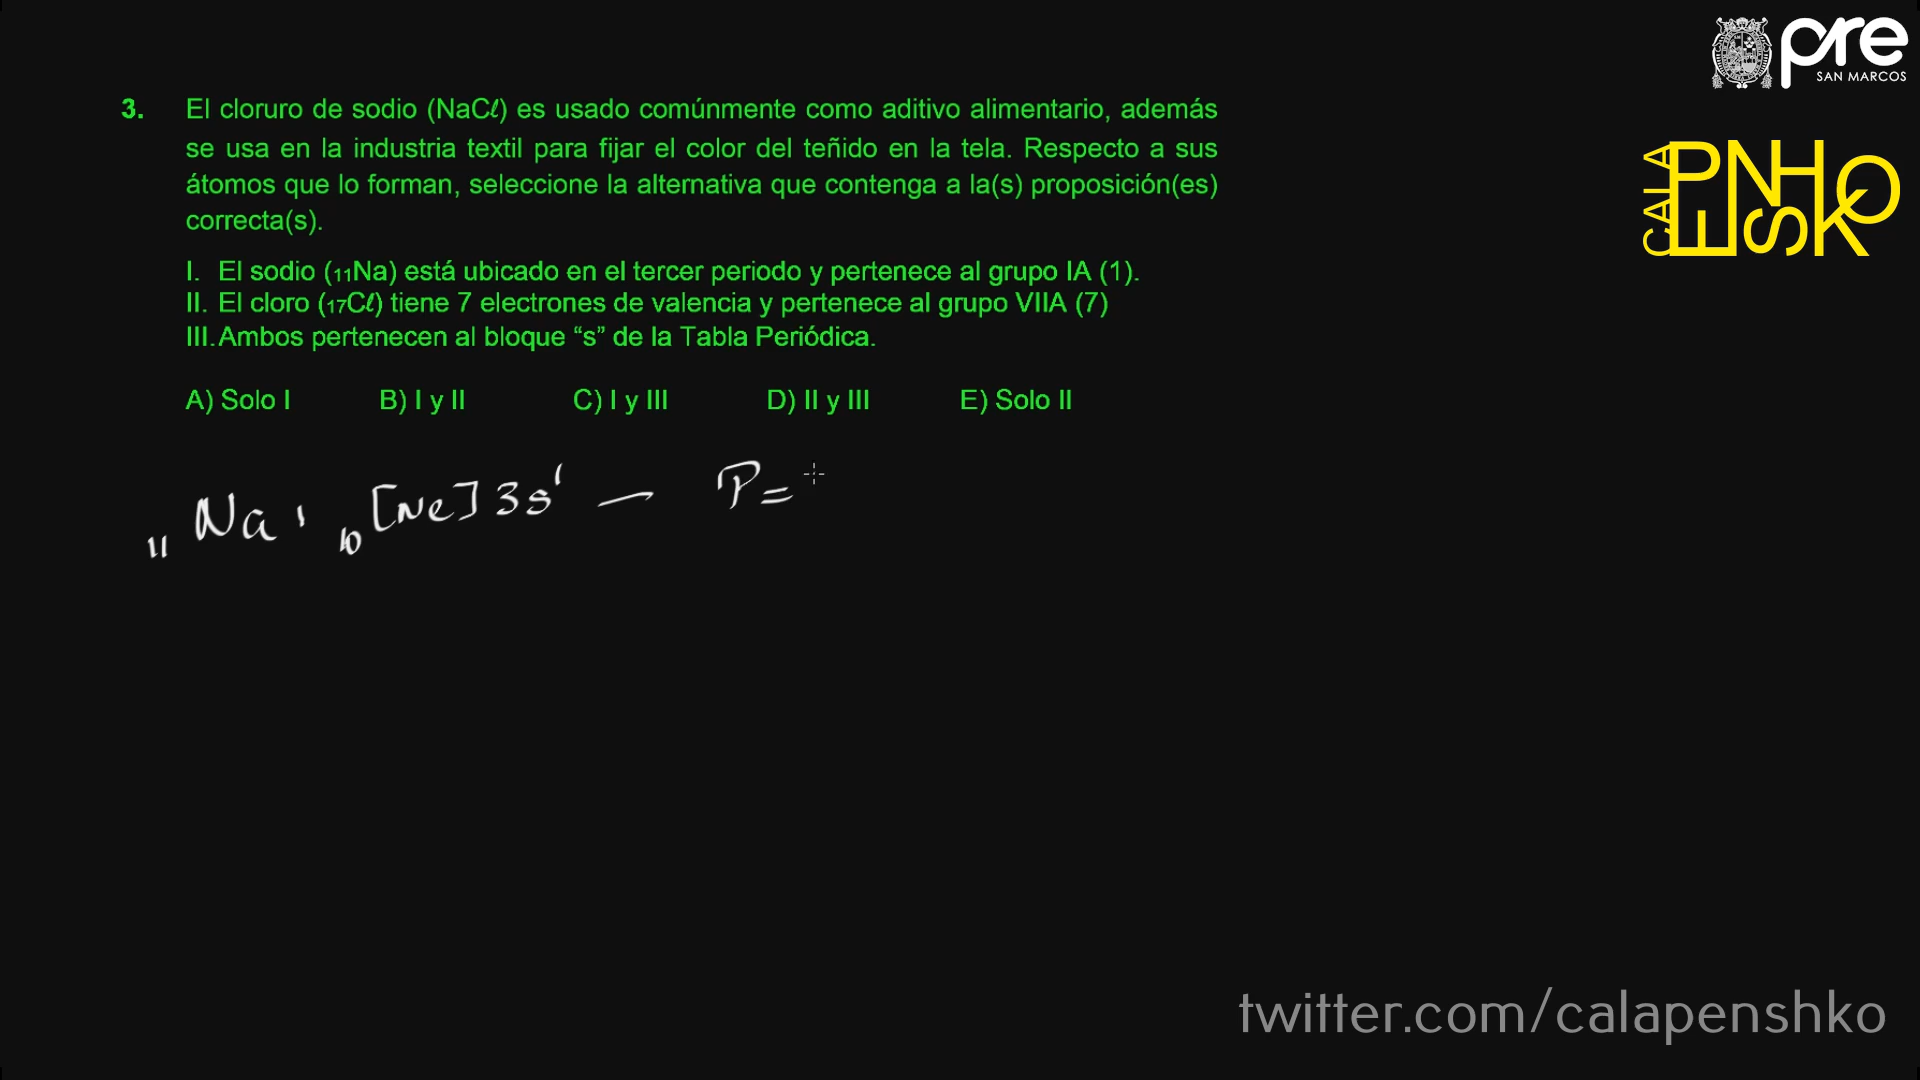 pre
SAN MARCOS
CALA
PENHSKO
3. El cloruro de sodio (NaCℓ) es usado comúnmente como aditivo alimentario, además
se usa en la industria textil para fijar el color del teñido en la tela. Respecto a sus
átomos que lo forman, seleccione la alternativa que contenga a la(s) proposición(es)
correcta(s).
I. El sodio (₁₁Na) está ubicado en el tercer periodo y pertenece al grupo IA (1).
II. El cloro (₁₇Cℓ) tiene 7 electrones de valencia y pertenece al grupo VIIA (7)
III. Ambos pertenecen al bloque “s” de la Tabla Periódica.
A) Solo I B) I y II C) I y III D) II y III E) Solo II
₁₁Na : ₁₀[Ne] 3s¹ — P =
twitter.com/calapenshko